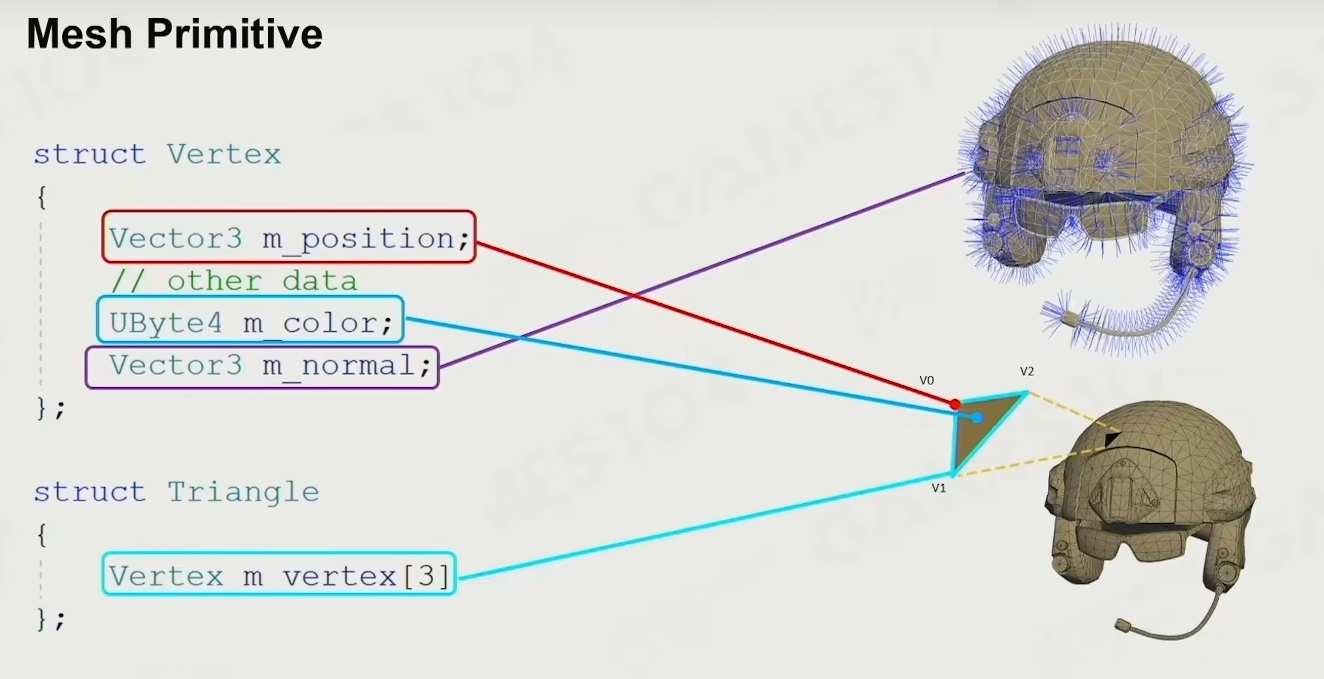 Mesh Primitive
struct Vertex
{
Vector3 m_position;
// other data
UByte4 m_color;
Vector3 m_normal;
};
struct Triangle
{
Vertex m_vertex[3]
};
V0
V2
V1
GAMES104